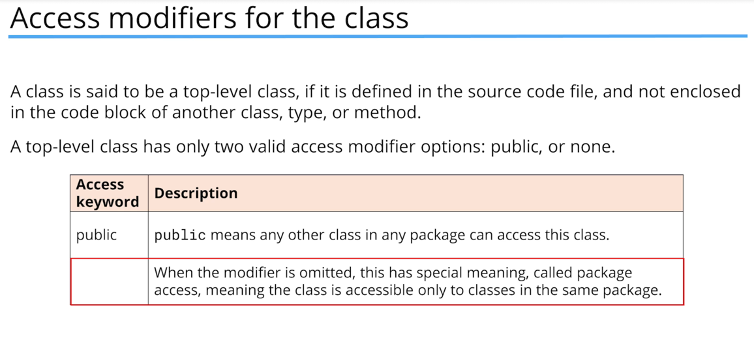 Access modifiers for the class
A class is said to be a top-level class, if it is defined in the source code file, and not enclosed
in the code block of another class, type, or method.
A top-level class has only two valid access modifier options: public, or none.
Access
keyword
Description
public
public means any other class in any package can access this class.
When the modifier is omitted, this has special meaning, called package
access, meaning the class is accessible only to classes in the same package.